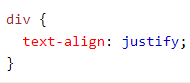 div {
  text-align: justify;
}